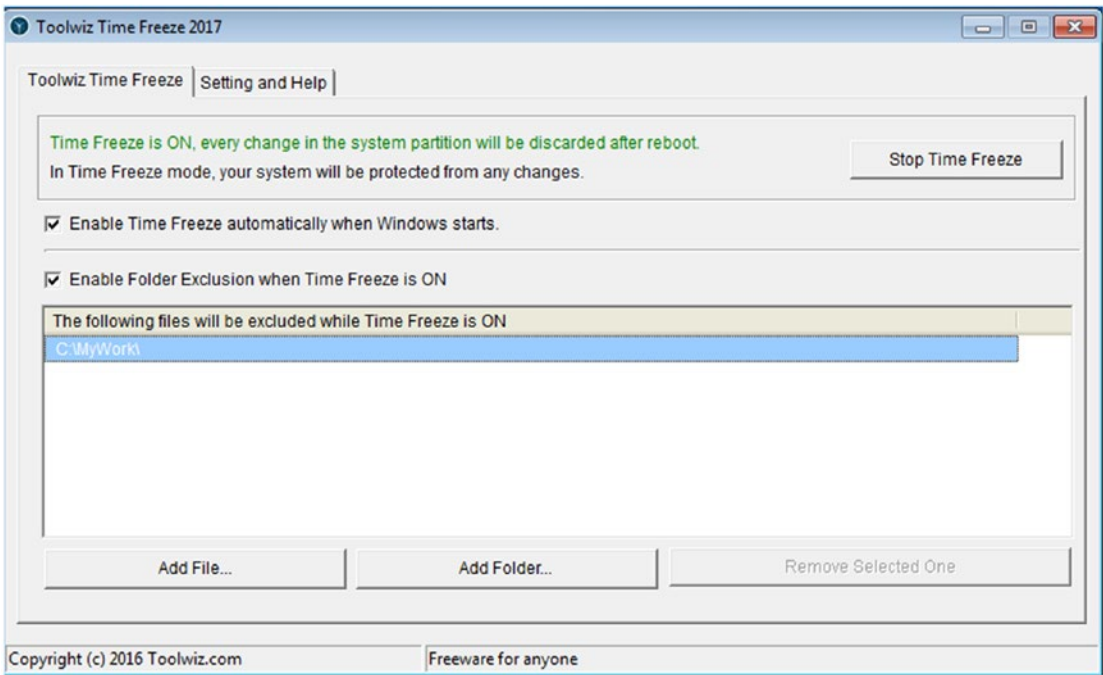 Toolwiz Time Freeze 2017
Toolwiz Time Freeze
Setting and Help
Time Freeze is ON, every change in the system partition will be discarded after reboot.
In Time Freeze mode, your system will be protected from any changes.
Stop Time Freeze
Enable Time Freeze automatically when Windows starts.
Enable Folder Exclusion when Time Freeze is ON
The following files will be excluded while Time Freeze is ON
C:\MyWork\
Add File...
Add Folder...
Remove Selected One
Copyright (c) 2016 Toolwiz.com
Freeware for anyone